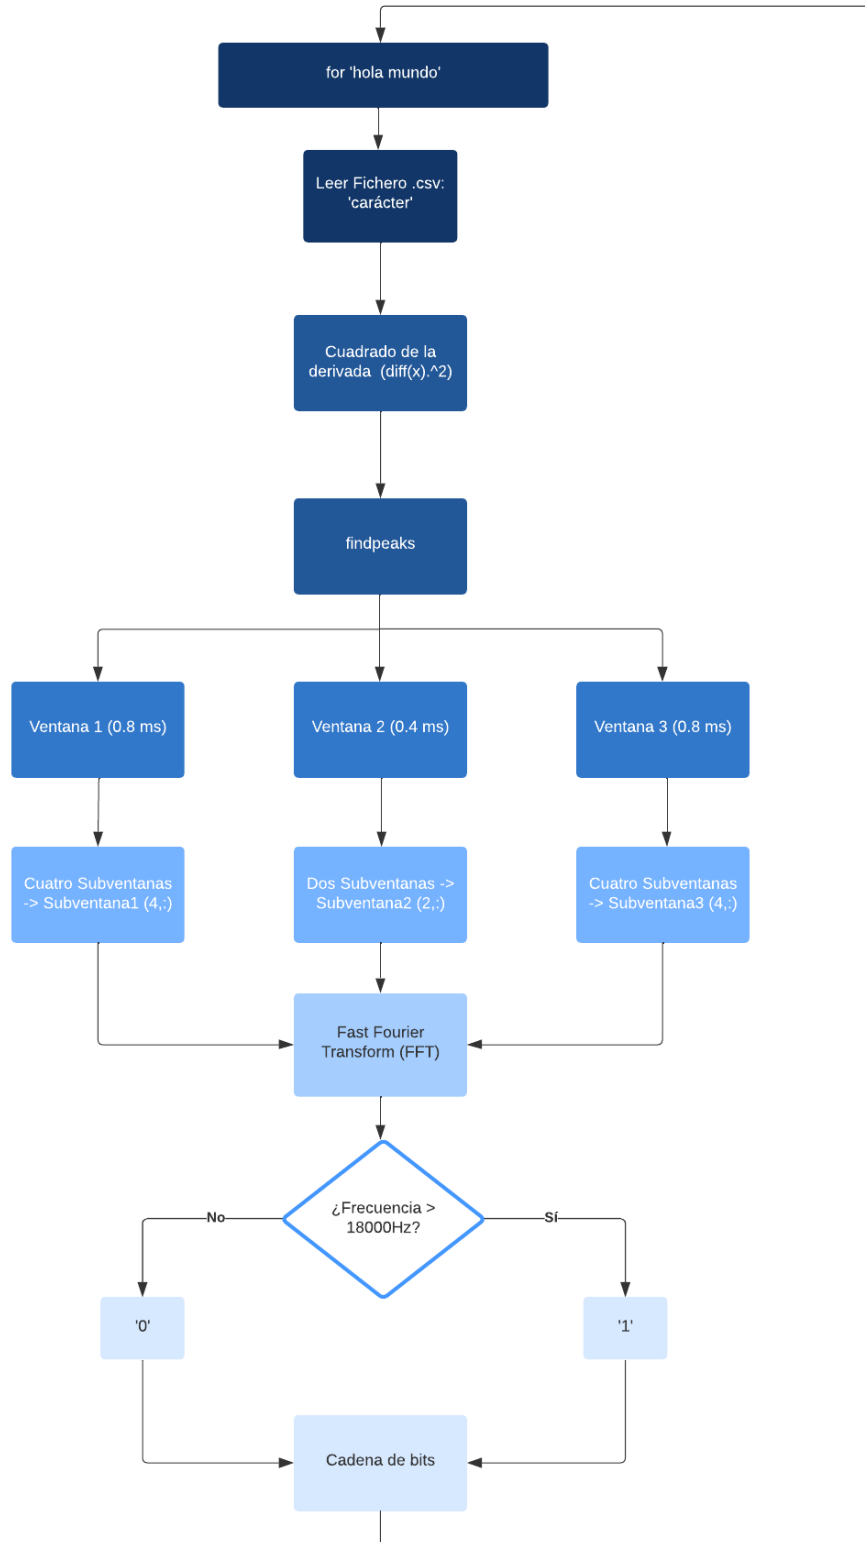 for 'hola mundo'
Leer Fichero .csv:
'carácter'
Cuadrado de la
derivada (diff(x).^2)
findpeaks
Ventana 1 (0.8 ms)
Ventana 2 (0.4 ms)
Ventana 3 (0.8 ms)
Cuatro Subventanas
-> Subventana1 (4,:)
Dos Subventanas ->
Subventana2 (2,:)
Cuatro Subventanas
-> Subventana3 (4,:)
Fast Fourier
Transform (FFT)
¿Frecuencia >
18000Hz?
No
Sí
'0'
'1'
Cadena de bits